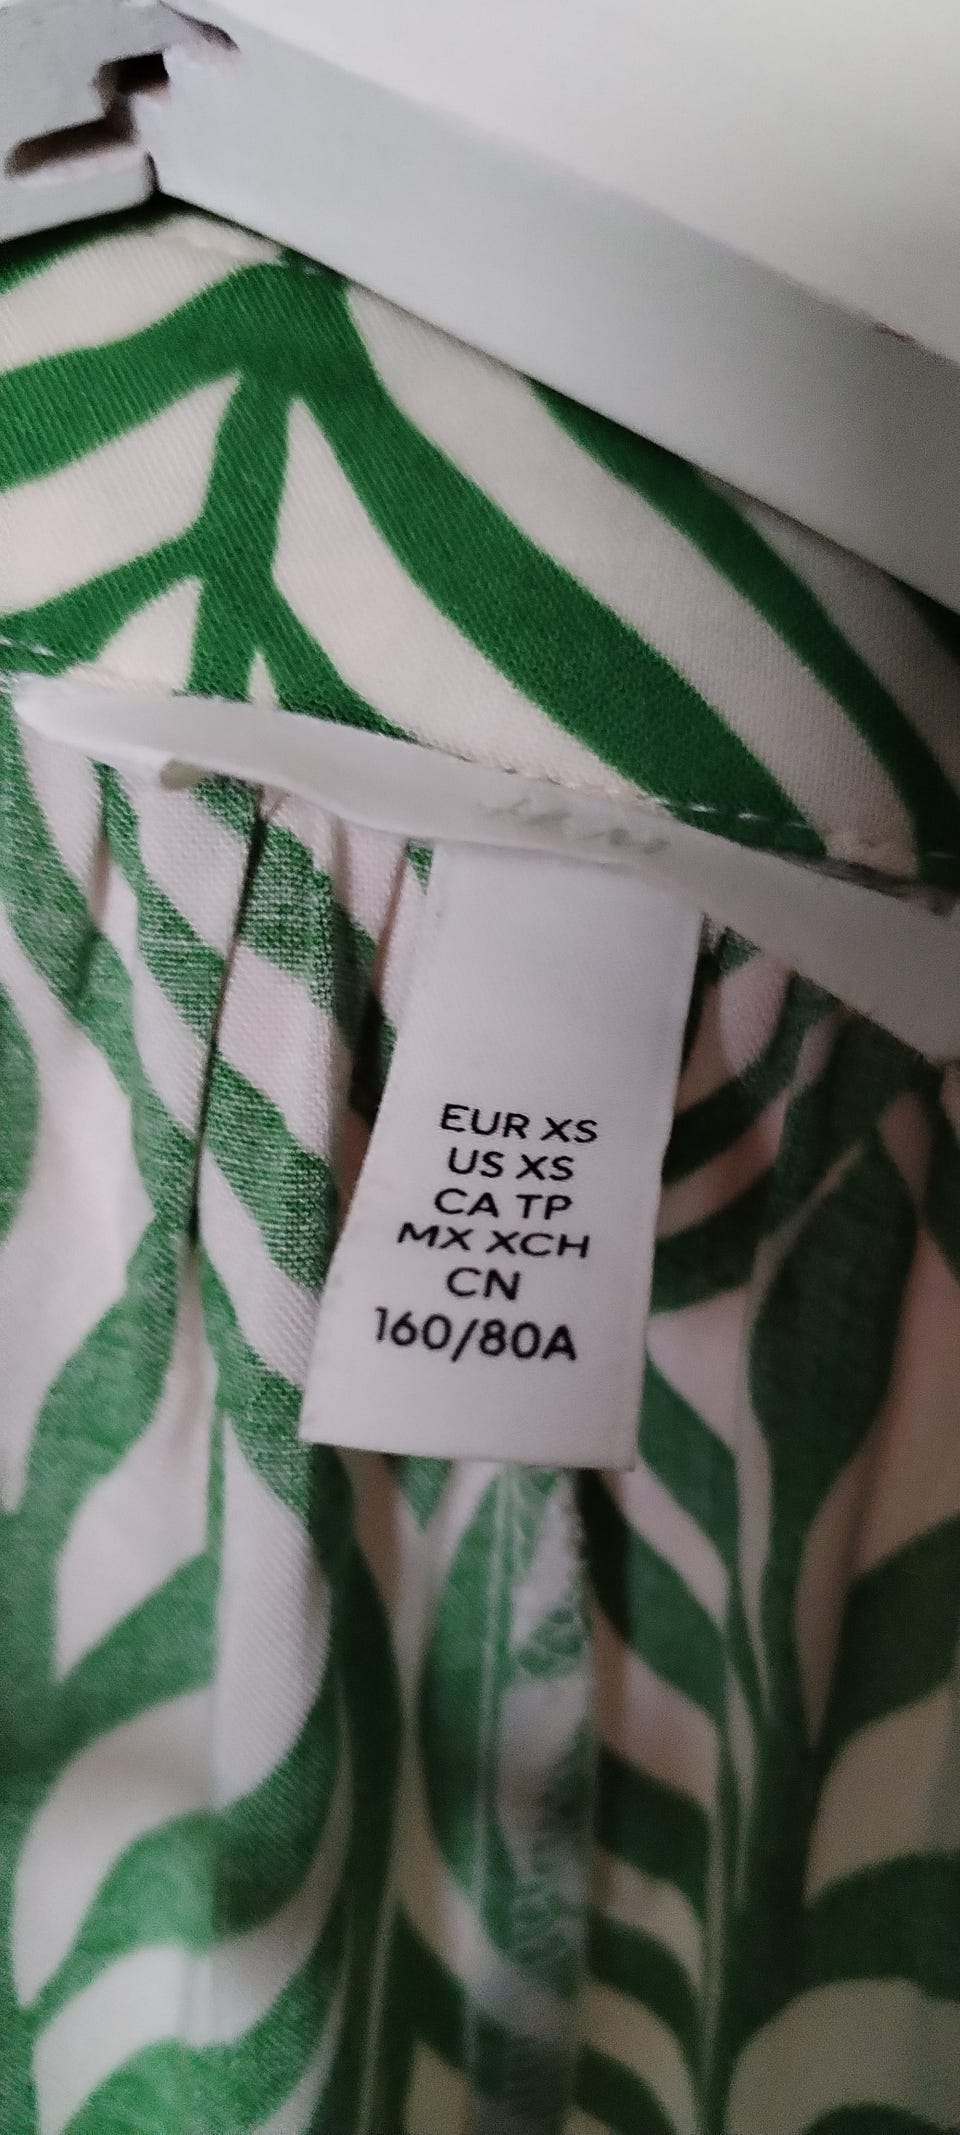 EUR XS
US XS
CA TP
MX XCH
CN
160/80A